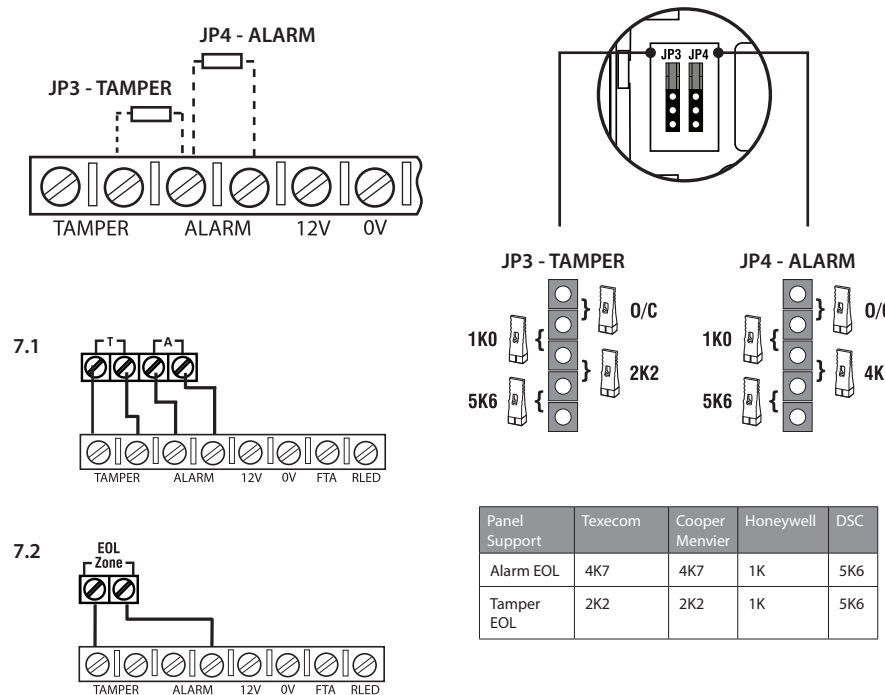 JP4 - ALARM
JP3 - TAMPER
TAMPER ALARM 12V 0V
JP3 JP4
JP3 - TAMPER
O/C
1K0
2K2
5K6
JP4 - ALARM
1K0
5K6
7.1
T A
TAMPER ALARM 12V 0V FTA RLED
7.2
EOL
Zone
TAMPER ALARM 12V 0V FTA RLED
Panel Support Texecom Cooper Menvier Honeywell DSC
Alarm EOL 4K7 4K7 1K 5K6
Tamper EOL 2K2 2K2 1K 5K6